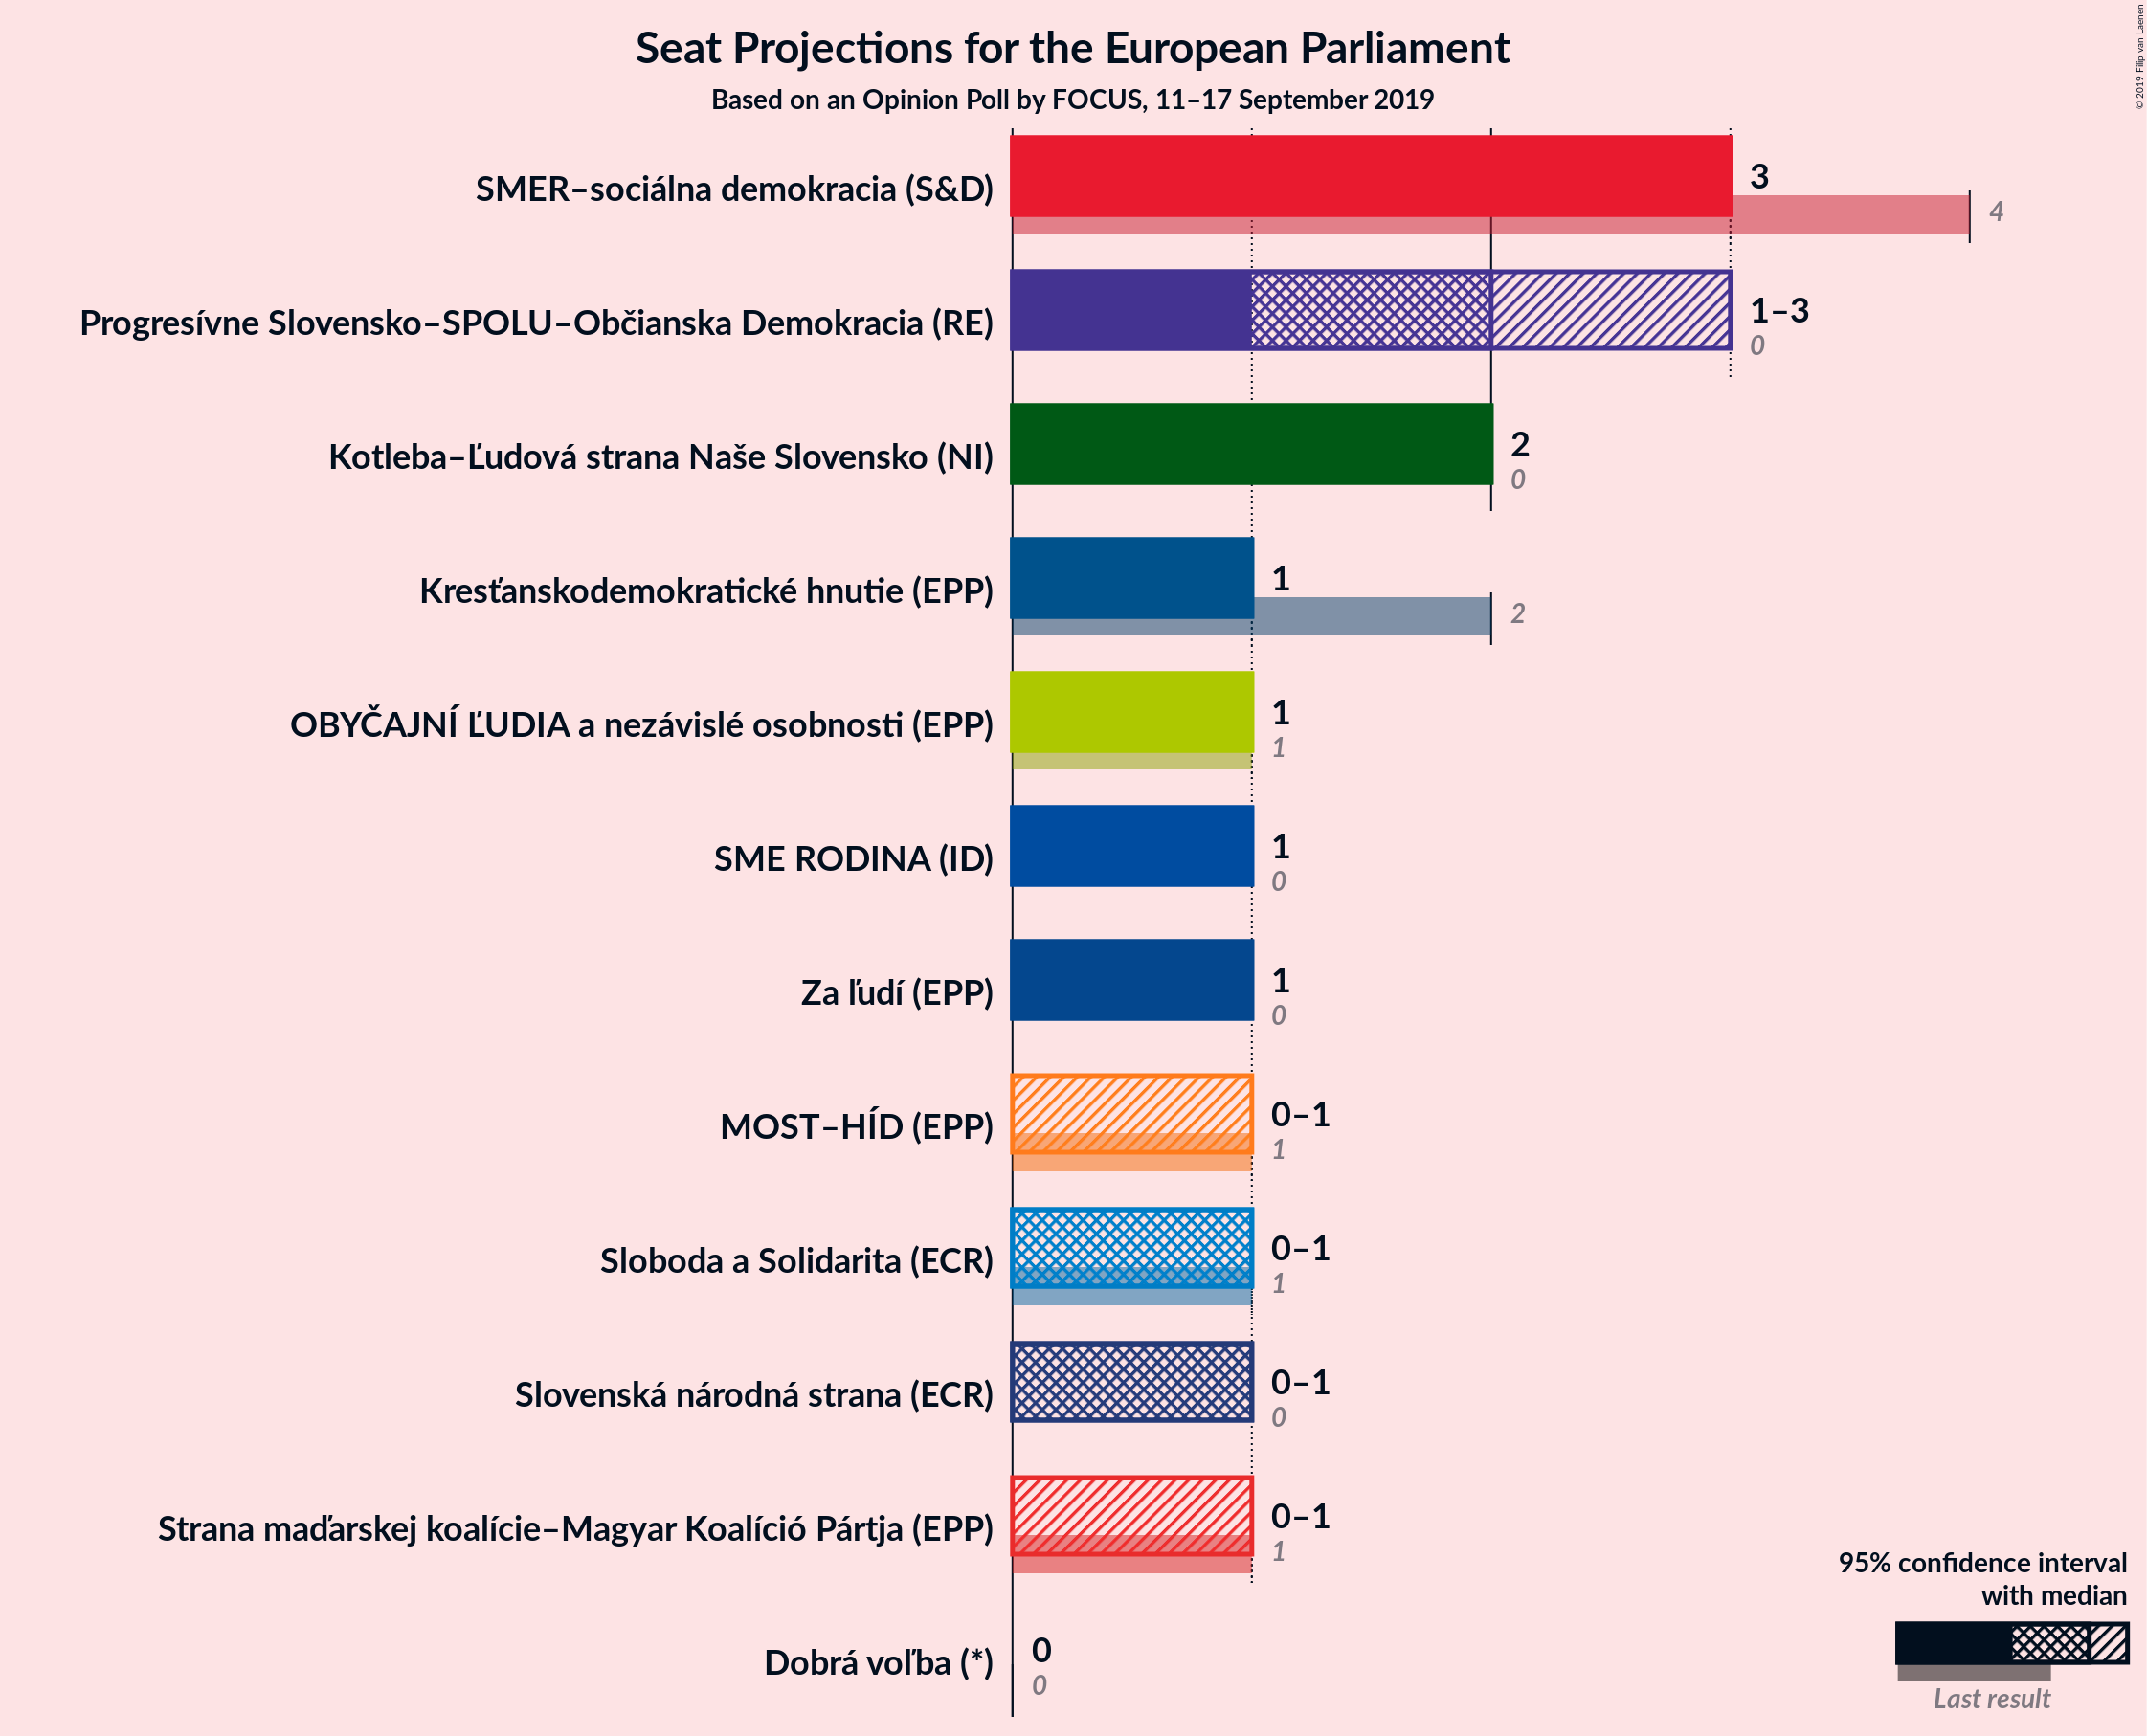 Seat Projections for the European Parliament
Based on an Opinion Poll by FOCUS, 11–17 September 2019
© 2019 Filip van Laenen
SMER–sociálna demokracia (S&D)
3
4
Progresívne Slovensko–SPOLU–Občianska Demokracia (RE)
1–3
0
Kotleba–Ľudová strana Naše Slovensko (NI)
2
0
Kresťanskodemokratické hnutie (EPP)
1
2
OBYČAJNÍ ĽUDIA a nezávislé osobnosti (EPP)
1
1
SME RODINA (ID)
1
0
Za ľudí (EPP)
1
0
MOST–HÍD (EPP)
0–1
1
Sloboda a Solidarita (ECR)
0–1
1
Slovenská národná strana (ECR)
0–1
0
Strana maďarskej koalície–Magyar Koalíció Pártja (EPP)
0–1
1
Dobrá voľba (*)
0
0
95% confidence interval
with median
Last result